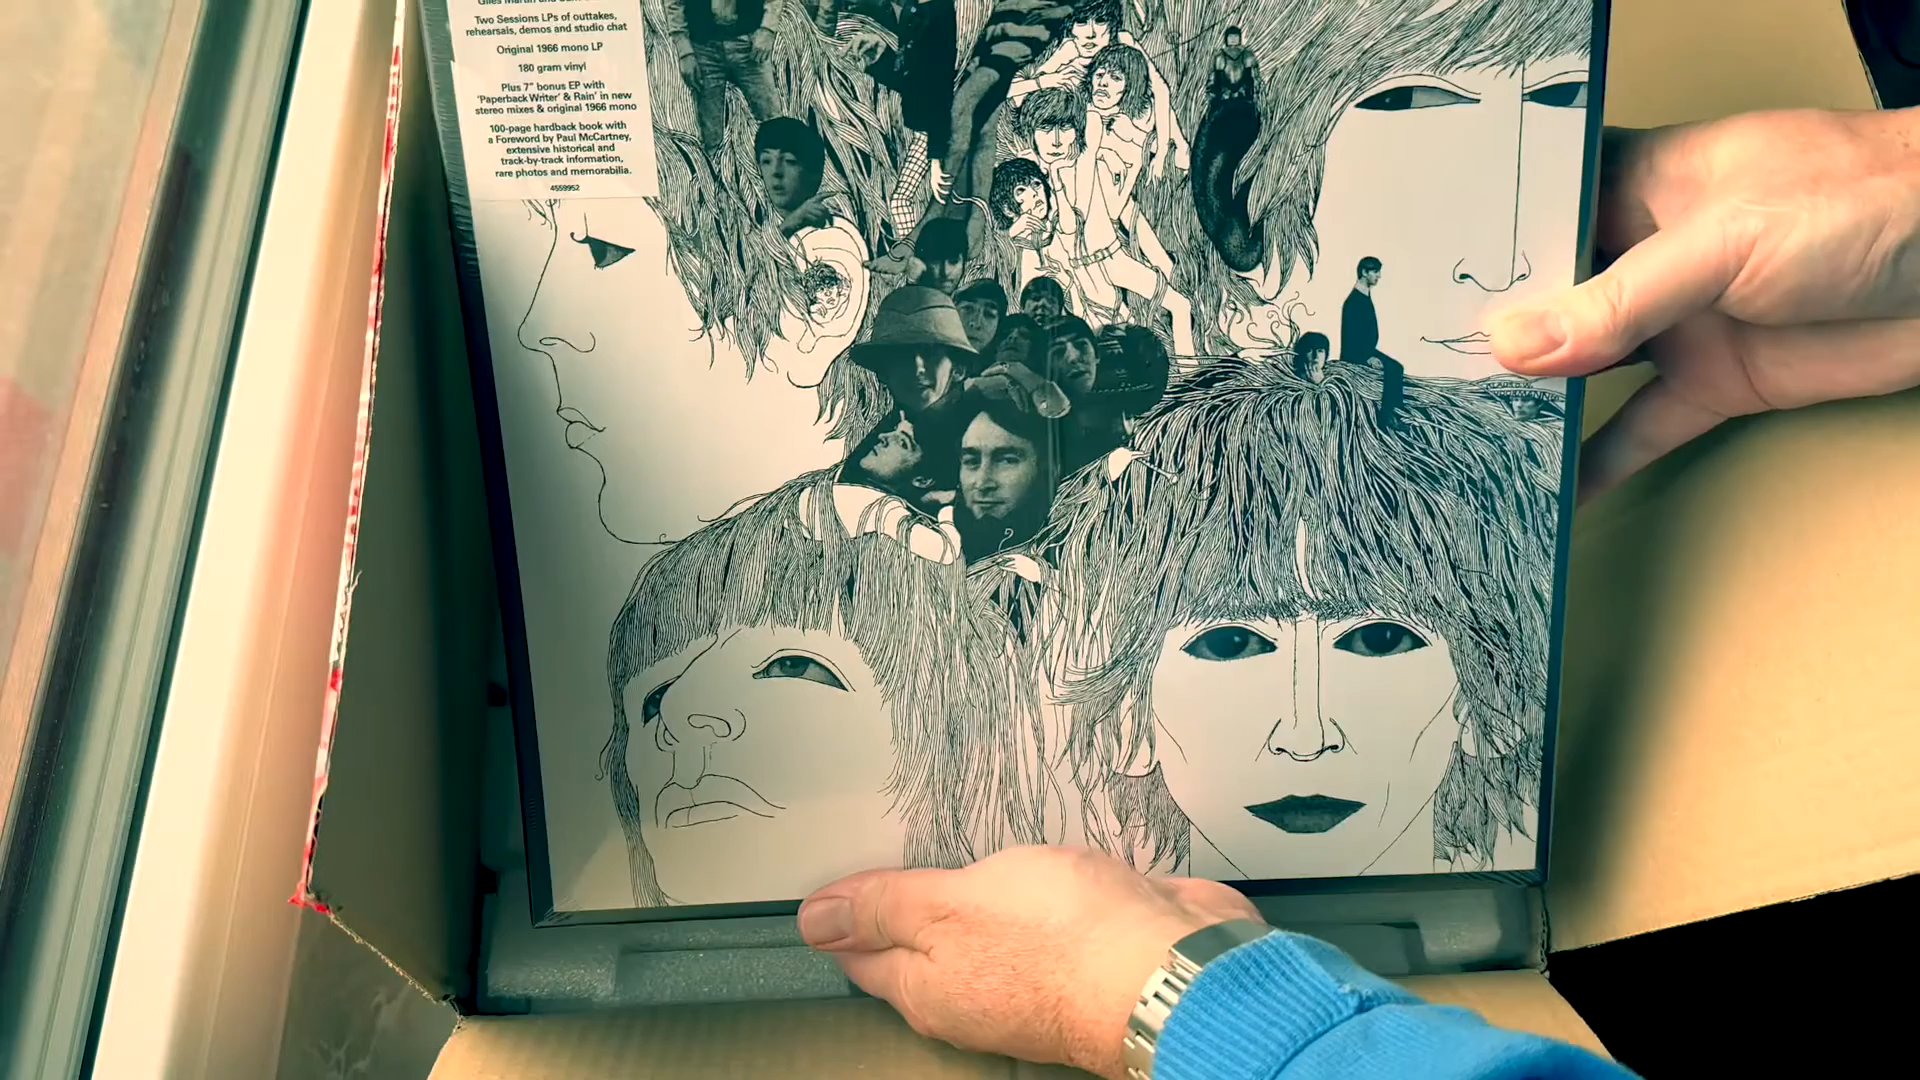 Two Sessions LPs of outtakes,
rehearsals, demos and studio chat
Original 1966 mono LP
180 gram vinyl
Plus 7" bonus EP with
'Paperback Writer' & 'Rain' in new
stereo mixes & original 1966 mono
100-page hardback book with
a Foreword by Paul McCartney,
extensive historical and
track-by-track information,
rare photos and memorabilia.
4559952